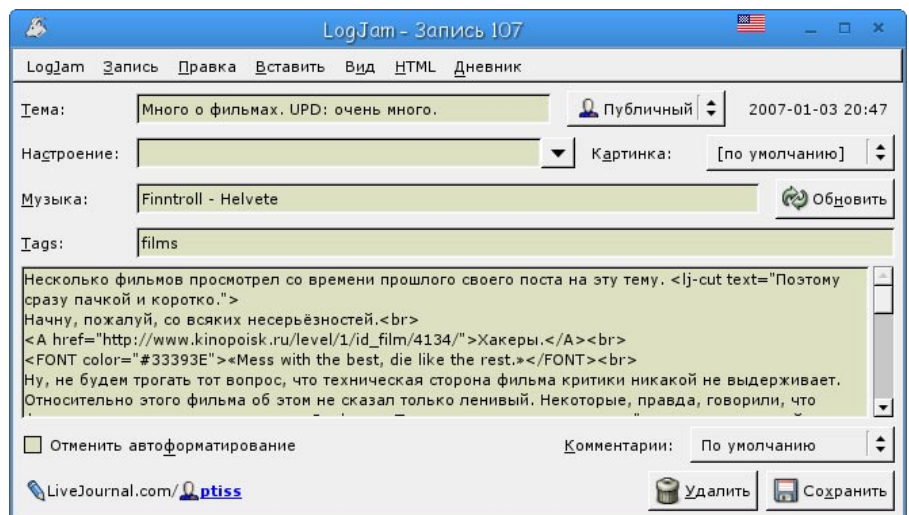 LogJam - Запись 107
LogJam Запись Правка Вставить Вид HTML Дневник
Тема: Много о фильмах. UPD: очень много. Публичный 2007-01-03 20:47
Настроение: Картинка: [по умолчанию]
Музыка: Finntroll - Helvete Обновить
Tags: films
Несколько фильмов просмотрел со времени прошлого своего поста на эту тему. <lj-cut text="Поэтому
сразу пачкой и коротко.">
Начну, пожалуй, со всяких несерьёзностей.<br>
<A href="http://www.kinopoisk.ru/level/1/id_film/4134/">Хакеры.</A><br>
<FONT color="#33393E">«Mess with the best, die like the rest.»</FONT><br>
Ну, не будем трогать тот вопрос, что техническая сторона фильма критики никакой не выдерживает.
Относительно этого фильма об этом не сказал только ленивый. Некоторые, правда, говорили, что
Отменить автоформатирование Комментарии: По умолчанию
LiveJournal.com/ptiss Удалить Сохранить